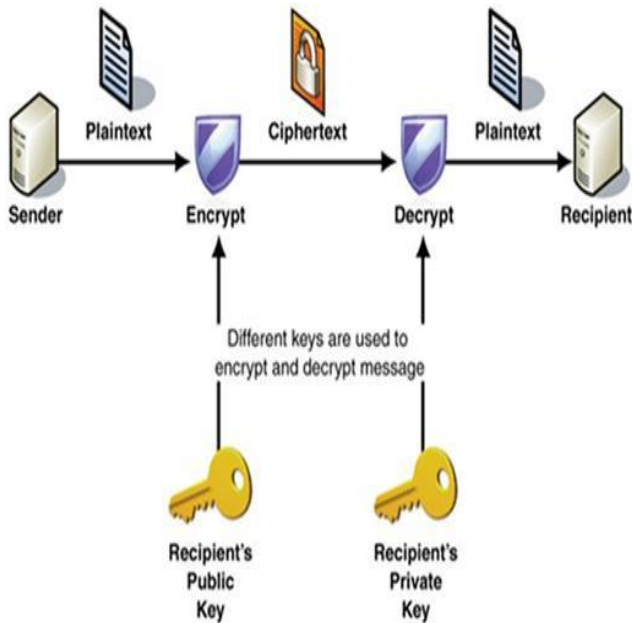 Plaintext
Ciphertext
Plaintext
Sender
Encrypt
Decrypt
Recipient
Different keys are used to
encrypt and decrypt message
Recipient's
Public
Key
Recipient's
Private
Key